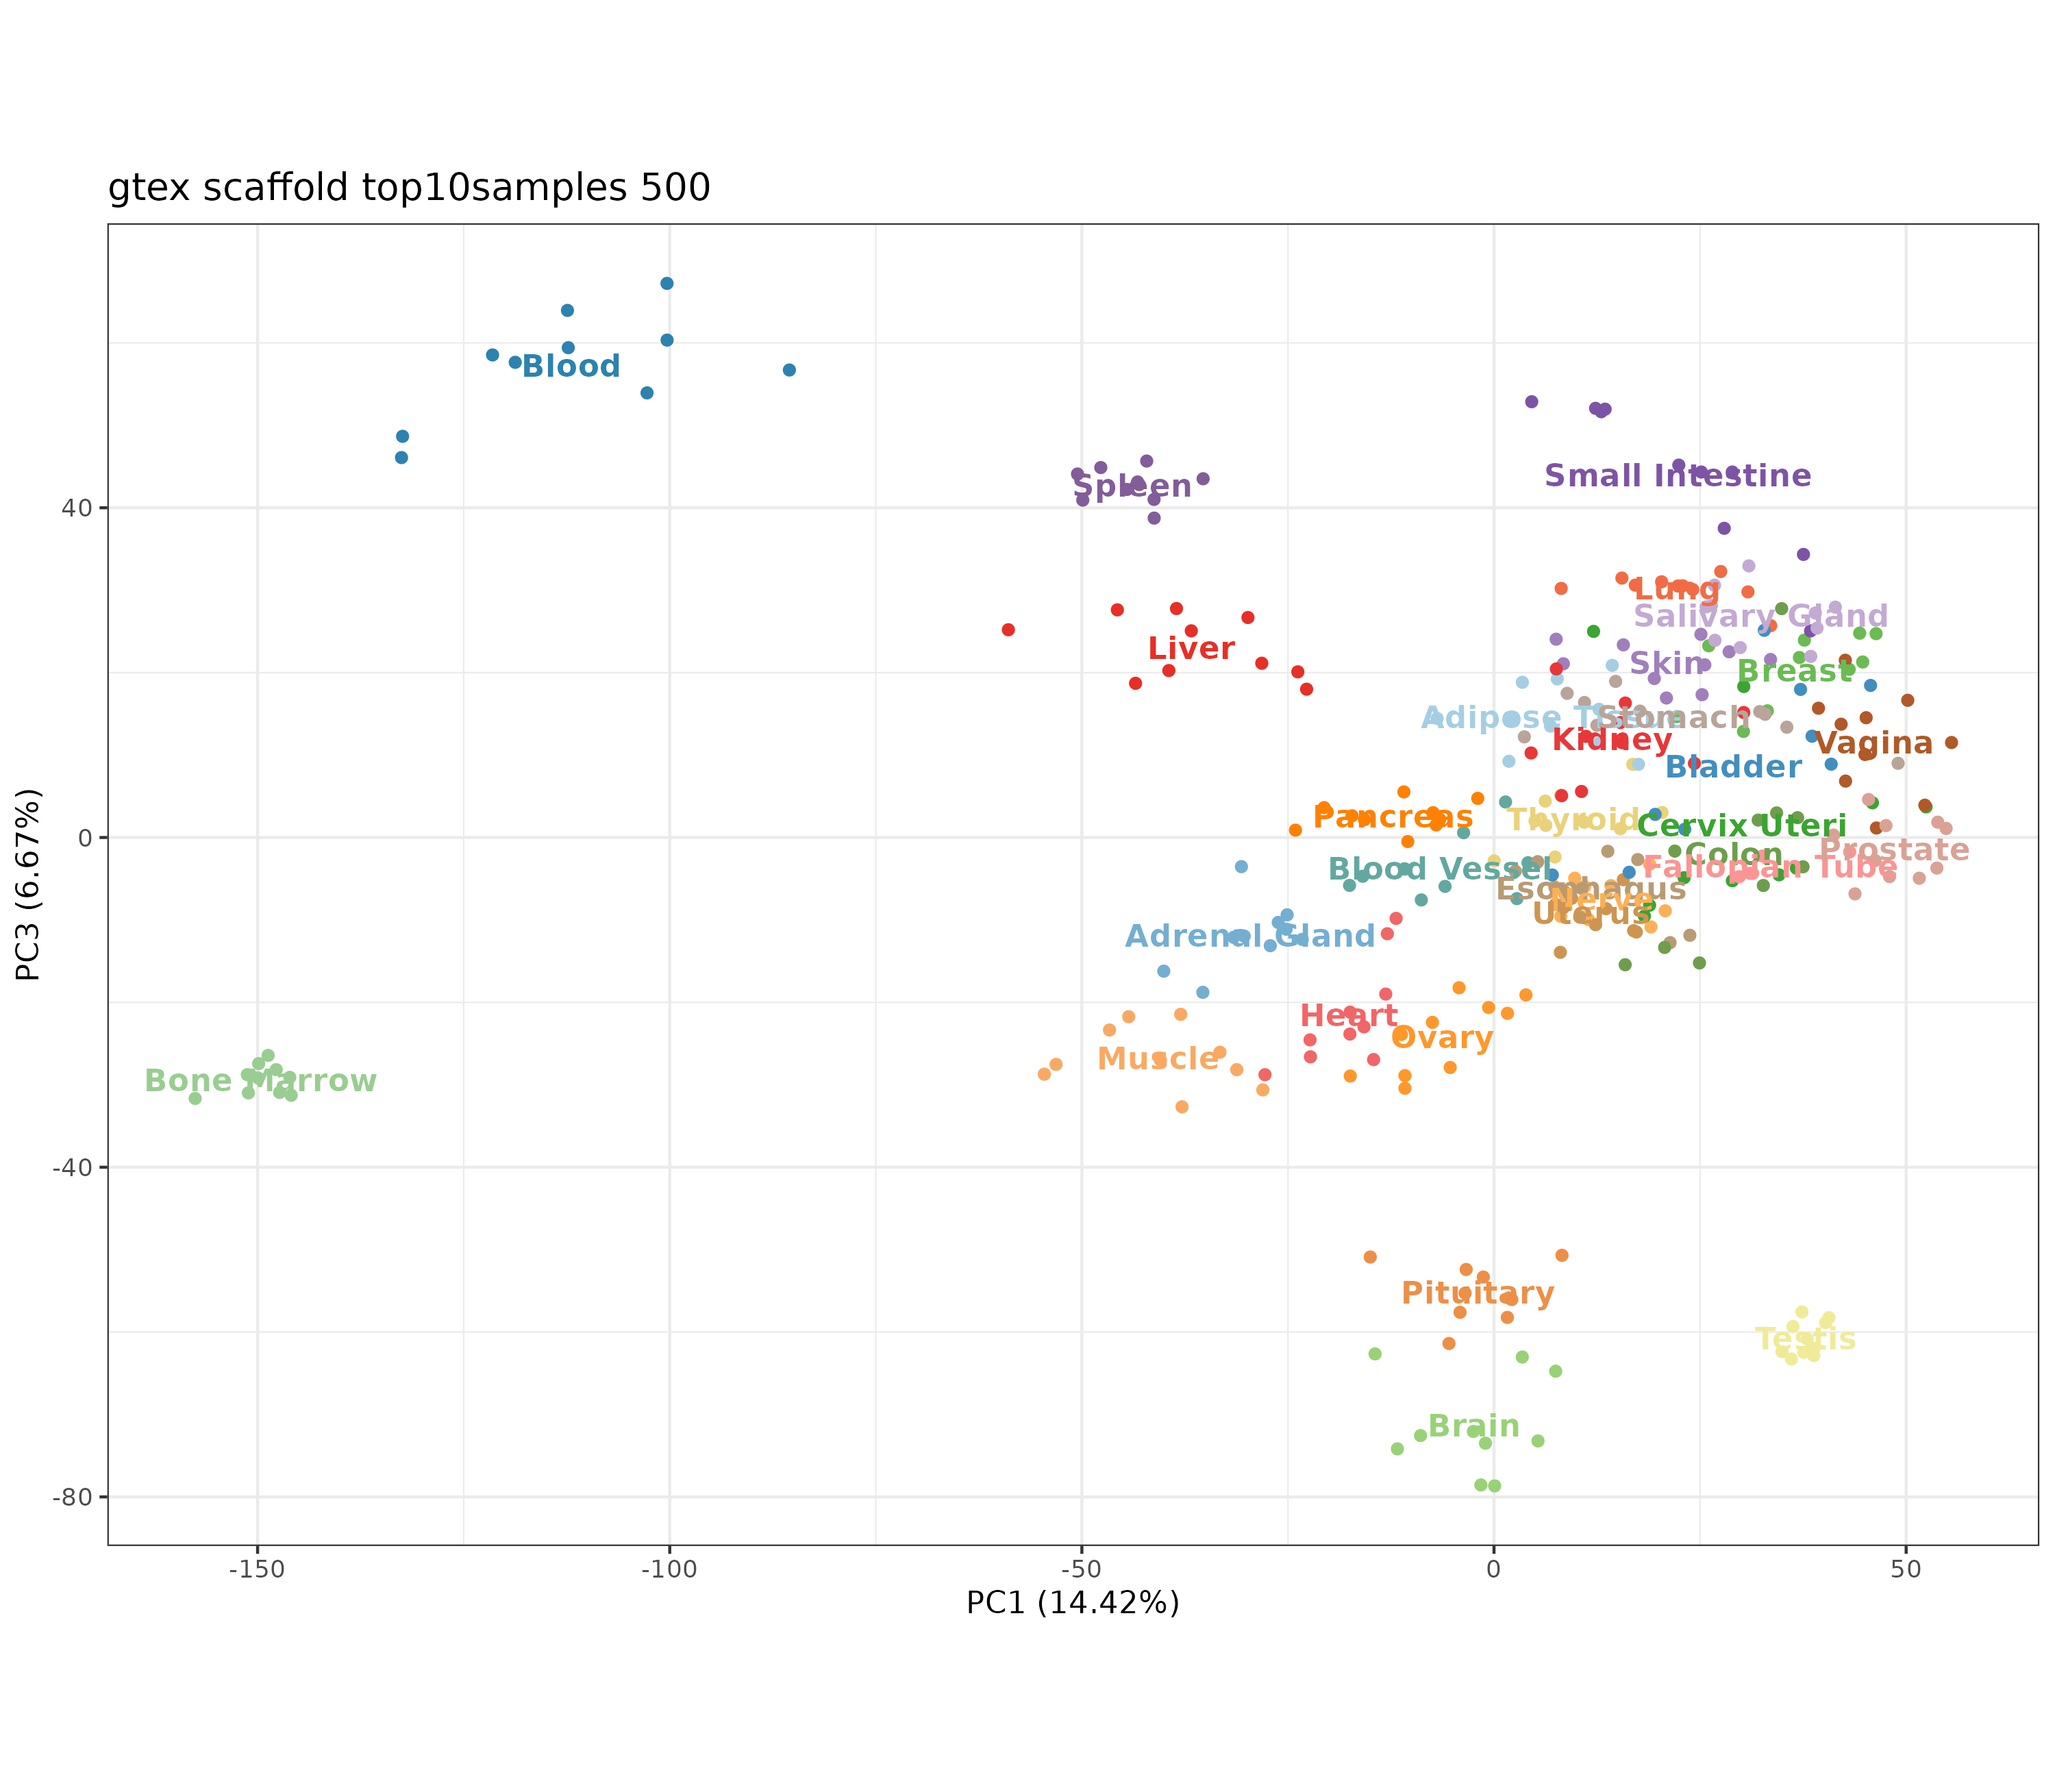 gtex scaffold top10samples 500
Blood
Spleen
Small Intestine
Lung
Salivary Gland
Liver
Skin
Breast
Adipose Tissue
Stomach
Kidney
Vagina
Bladder
Pancreas
Thyroid
Cervix Uteri
Colon
Prostate
Blood Vessel
Fallopian Tube
Esophagus
Nerve
Uterus
Adrenal Gland
Heart
Ovary
Muscle
Bone Marrow
Pituitary
Testis
Brain
40
0
-40
-80
PC3 (6.67%)
-150
-100
-50
0
50
PC1 (14.42%)